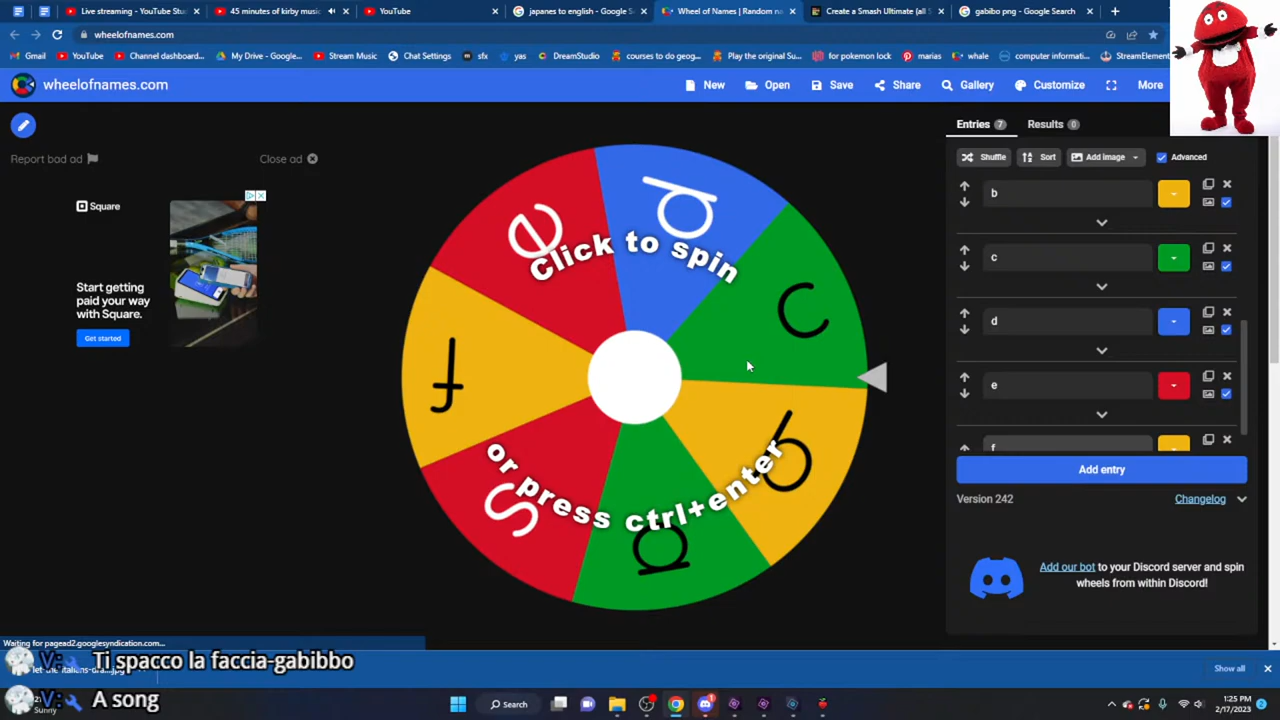 Live streaming - YouTube Stu
45 minutes of kirby musi
YouTube
japanes to english - Google S
Wheel of Names | Random na
Create a Smash Ultimate (all S
gabibo png - Google Search
wheelofnames.com
Gmail
YouTube
Channel dashboard...
My Drive - Google...
Stream Music
Chat Settings
sfx
yas
DreamStudio
courses to do geog...
Play the original Su...
for pokemon lock
marias
whale
computer informati...
StreamElement
wheelofnames.com
New
Open
Save
Share
Gallery
Customize
More
Report bad ad
Close ad
Square
Start getting
paid your way
with Square.
Get started
e
d
c
b
a
S
f
Click to spin
or press ctrl+enter
Entries 7
Results 0
Shuffle
Sort
Add image
Advanced
b
c
d
e
f
Add entry
Version 242
Changelog
Add our bot to your Discord server and spin
wheels from within Discord!
Waiting for pagead2.googlesyndication.com...
V: Ti spacco la faccia-gabibbo
Show all
V: A song
Sunny
Search
1:25 PM
2/17/2023